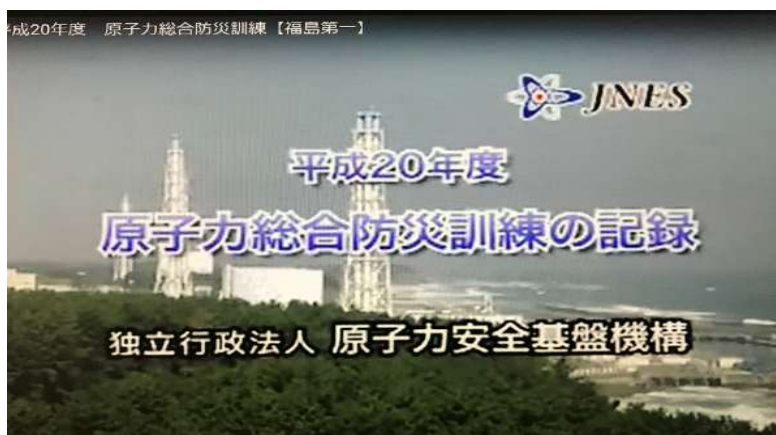 成20年度 原子力総合防災訓練【福島第一】
JNES
平成20年度
原子力総合防災訓練の記録
独立行政法人 原子力安全基盤機構